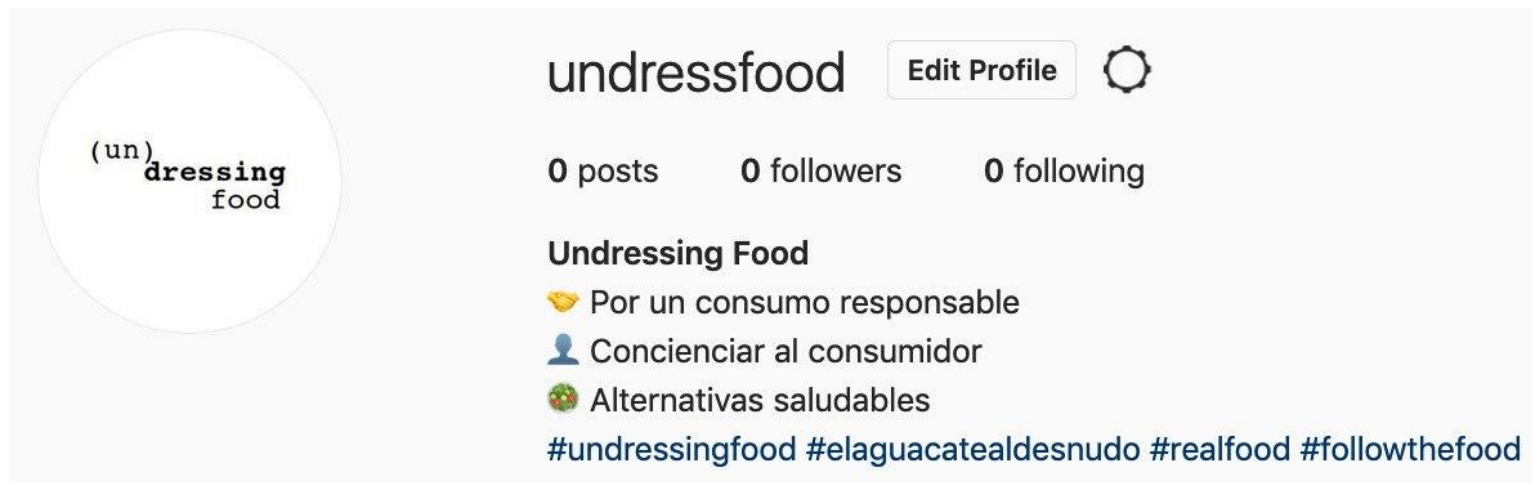 (un)
dressing
food
undressfood Edit Profile
0 posts 0 followers 0 following
Undressing Food
🤝 Por un consumo responsable
👤 Concienciar al consumidor
🥗 Alternativas saludables
#undressingfood #elaguacatealdesnudo #realfood #followthefood